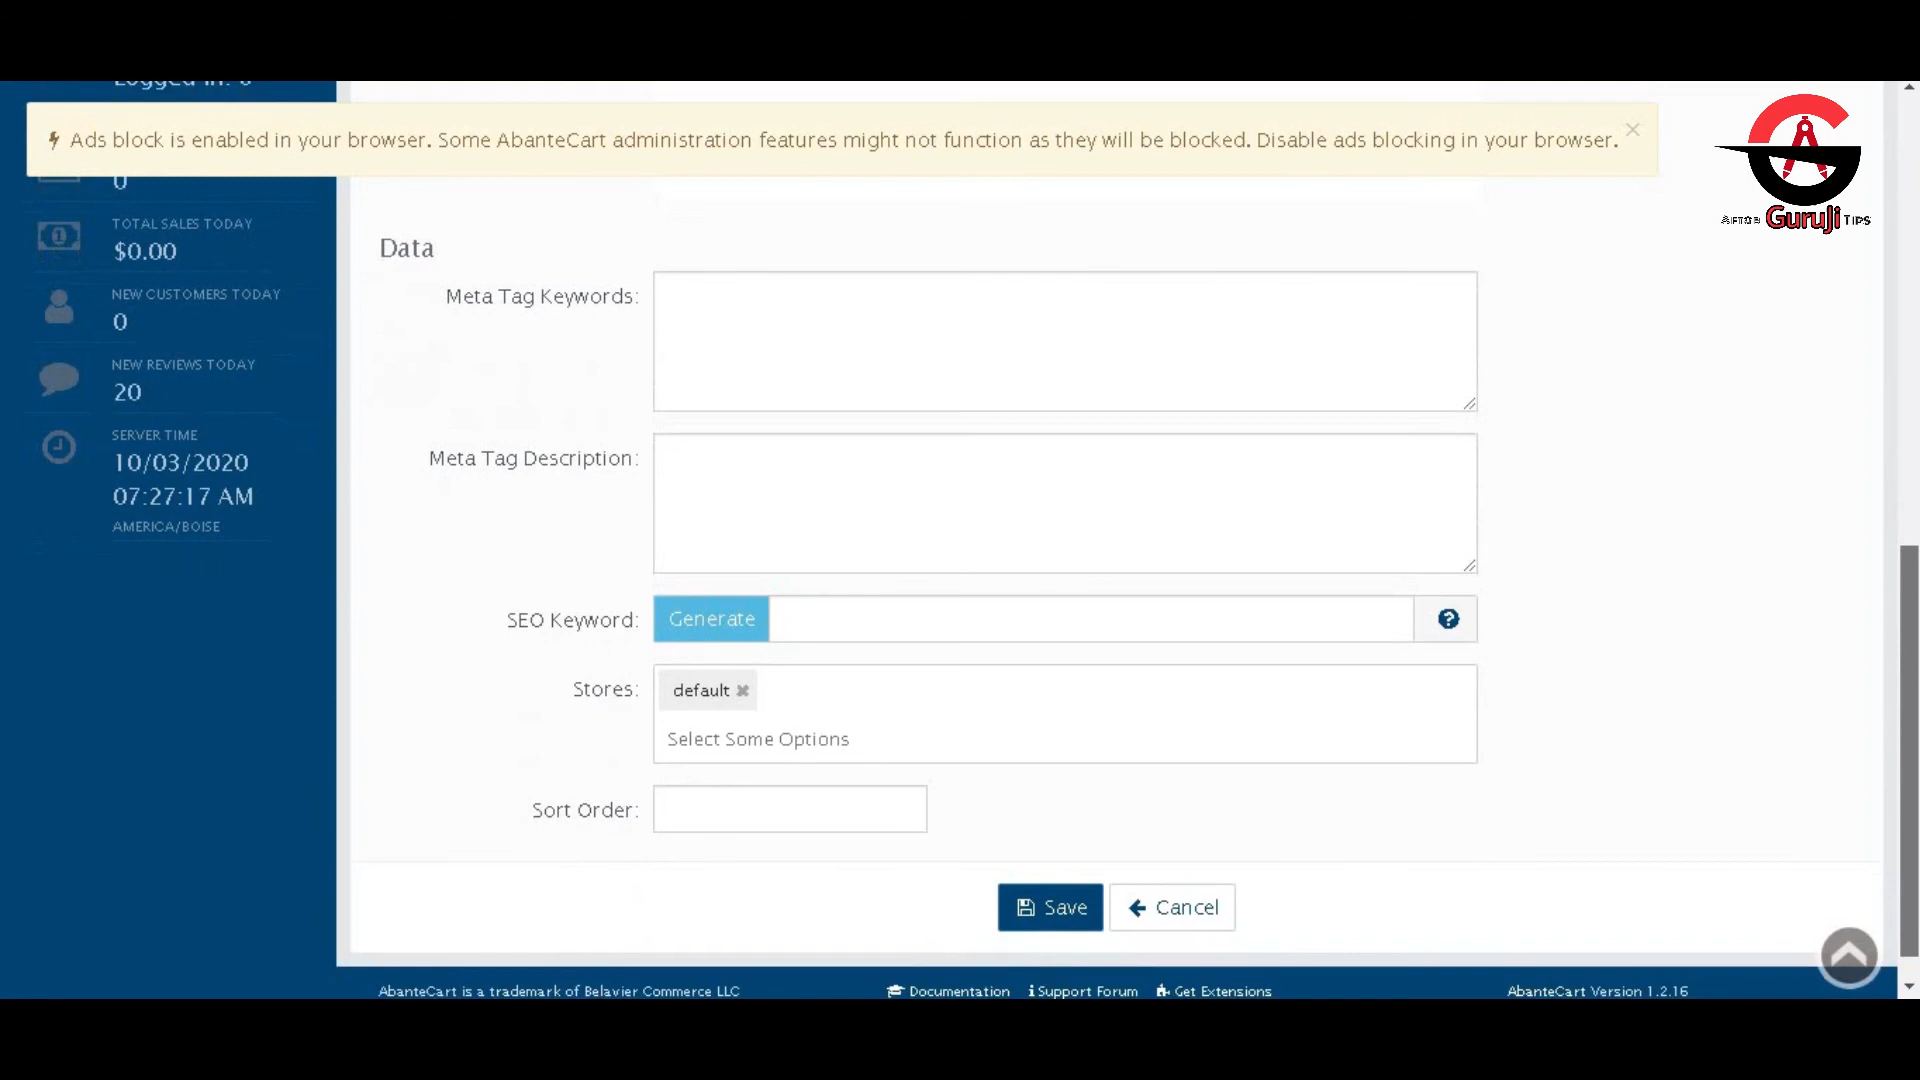 Ads block is enabled in your browser. Some AbanteCart administration features might not function as they will be blocked. Disable ads blocking in your browser.
0
TOTAL SALES TODAY
$0.00
NEW CUSTOMERS TODAY
0
NEW REVIEWS TODAY
20
SERVER TIME
10/03/2020
07:27:17 AM
AMERICA/BOISE
Data
Meta Tag Keywords:
Meta Tag Description:
SEO Keyword:
Generate
Stores:
default
Select Some Options
Sort Order:
Save
Cancel
AbanteCart is a trademark of Belavier Commerce LLC
Documentation
Support Forum
Get Extensions
AbanteCart Version 1.2.16
GuruJi TIPS